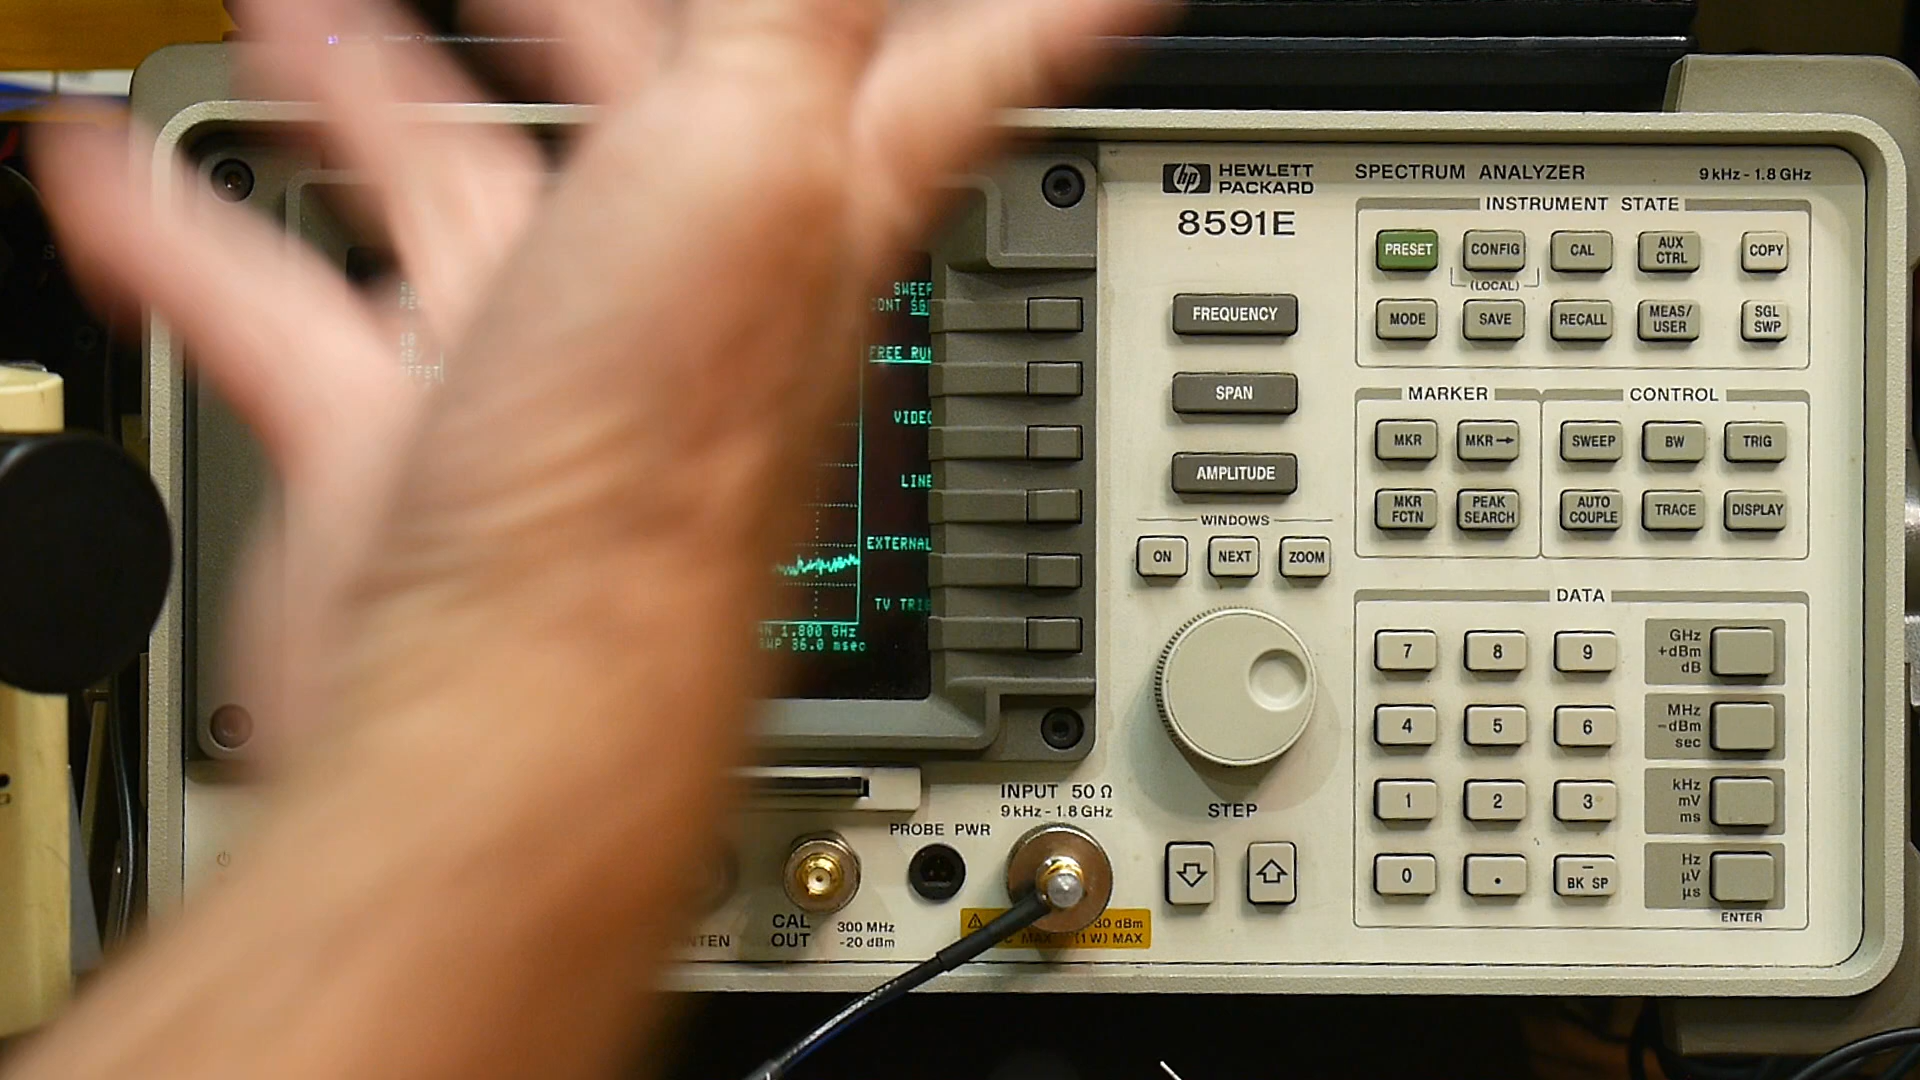 hp HEWLETT PACKARD
8591E
SPECTRUM ANALYZER
9 kHz - 1.8 GHz
INSTRUMENT STATE
PRESET
CONFIG
CAL
AUX CTRL
COPY
(LOCAL)
MODE
SAVE
RECALL
MEAS/ USER
SGL SWP
FREQUENCY
SPAN
AMPLITUDE
WINDOWS
ON
NEXT
ZOOM
MARKER
MKR
MKR→
MKR FCTN
PEAK SEARCH
CONTROL
SWEEP
BW
TRIG
AUTO COUPLE
TRACE
DISPLAY
DATA
7
8
9
GHz
+dBm
dB
4
5
6
MHz
-dBm
sec
1
2
3
kHz
mV
ms
0
.
BK SP
Hz
μV
μs
ENTER
STEP
SWEEP
CONT
FREE RUN
VIDEO
LINE
EXTERNAL
TV TRIG
1.800 GHz
36.0 msec
INPUT 50 Ω
9 kHz - 1.8 GHz
PROBE PWR
CAL OUT
300 MHz
-20 dBm
INTEN
30 dBm
MAX (1 W) MAX